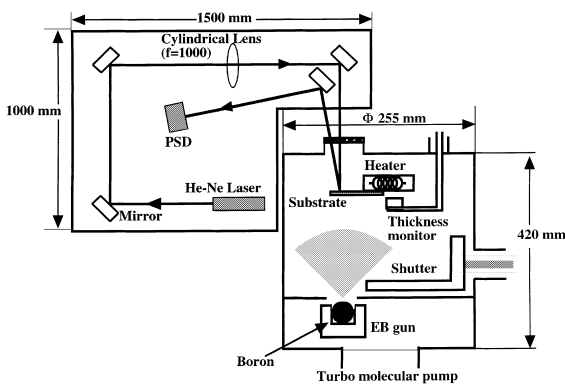 1500 mm
Cylindrical Lens
(f=1000)
1000 mm
Φ 255 mm
PSD
Heater
He-Ne Laser
Substrate
Mirror
Thickness
monitor
420 mm
Shutter
EB gun
Boron
Turbo molecular pump